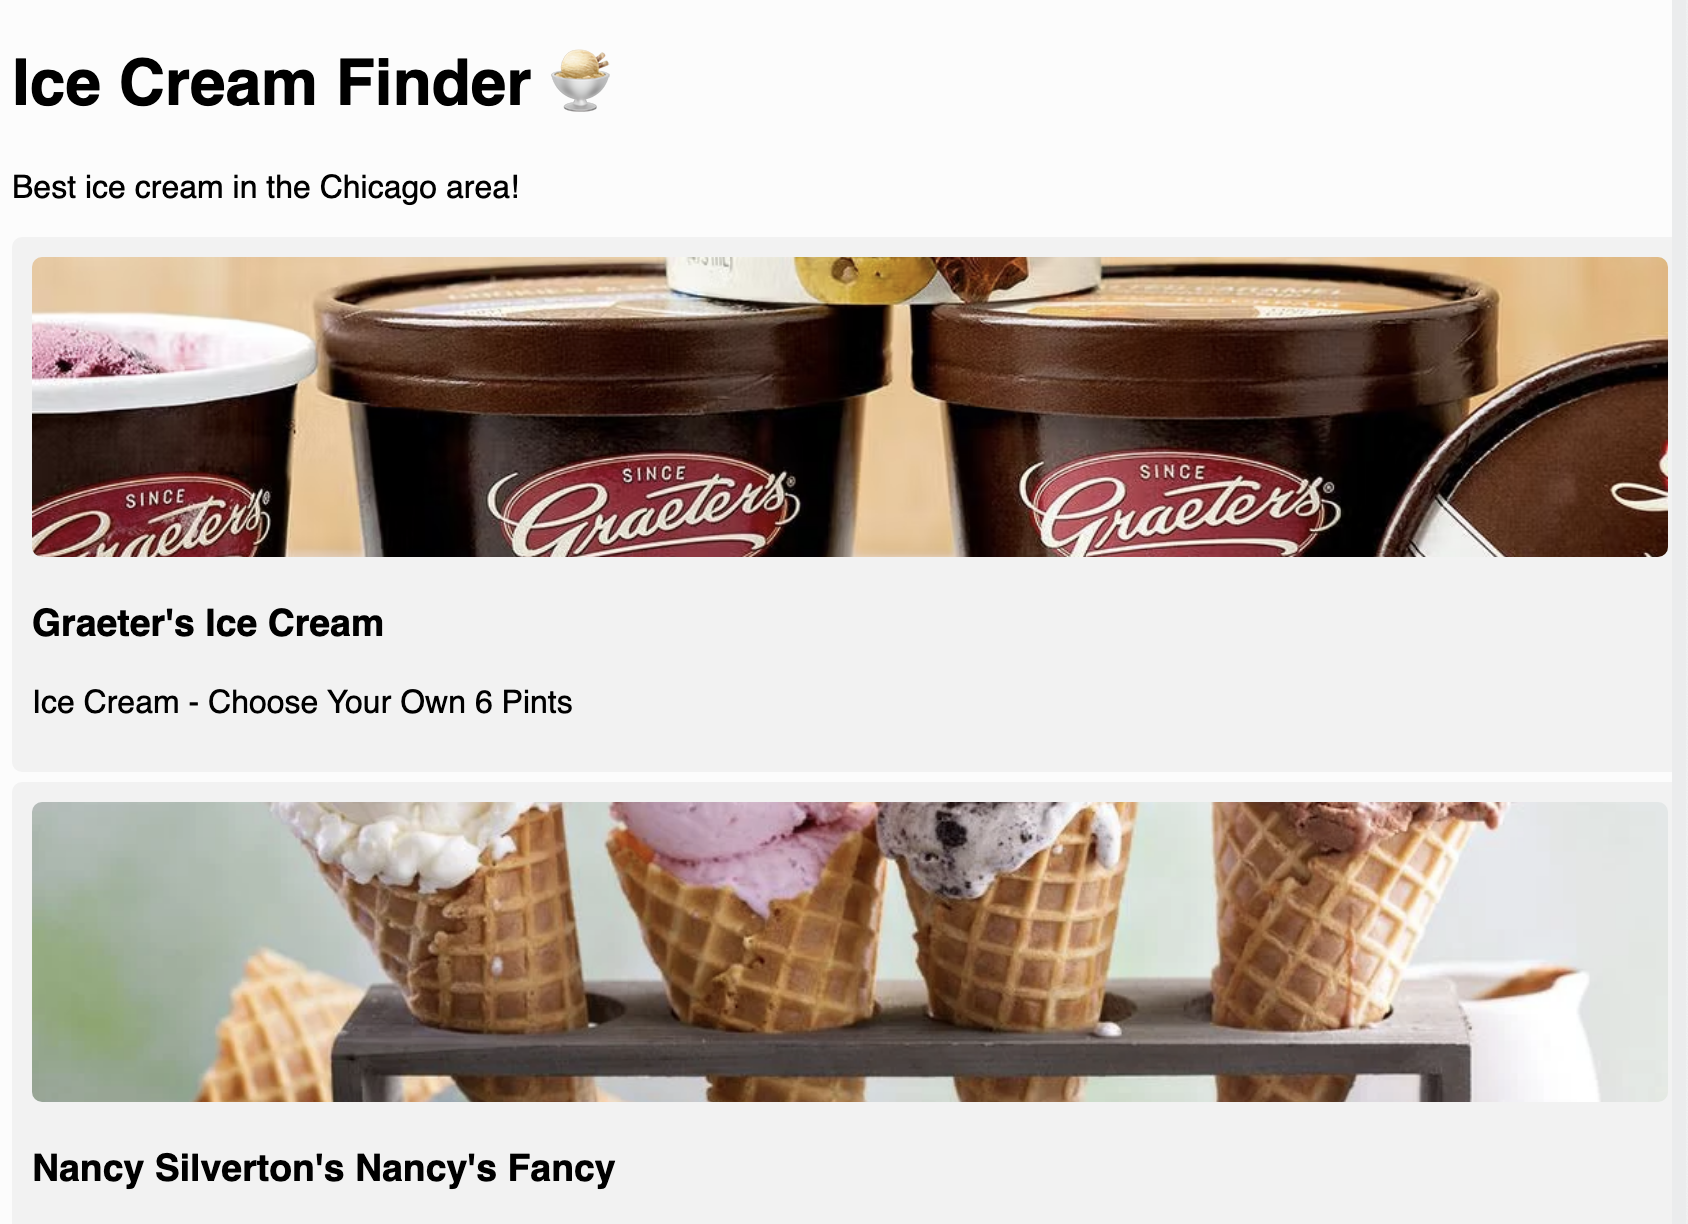 Ice Cream Finder
Best ice cream in the Chicago area!
SINCE
Graeter's®
SINCE
Graeter's®
SINCE
Graeter's®
Graeter's Ice Cream
Ice Cream - Choose Your Own 6 Pints
Nancy Silverton's Nancy's Fancy